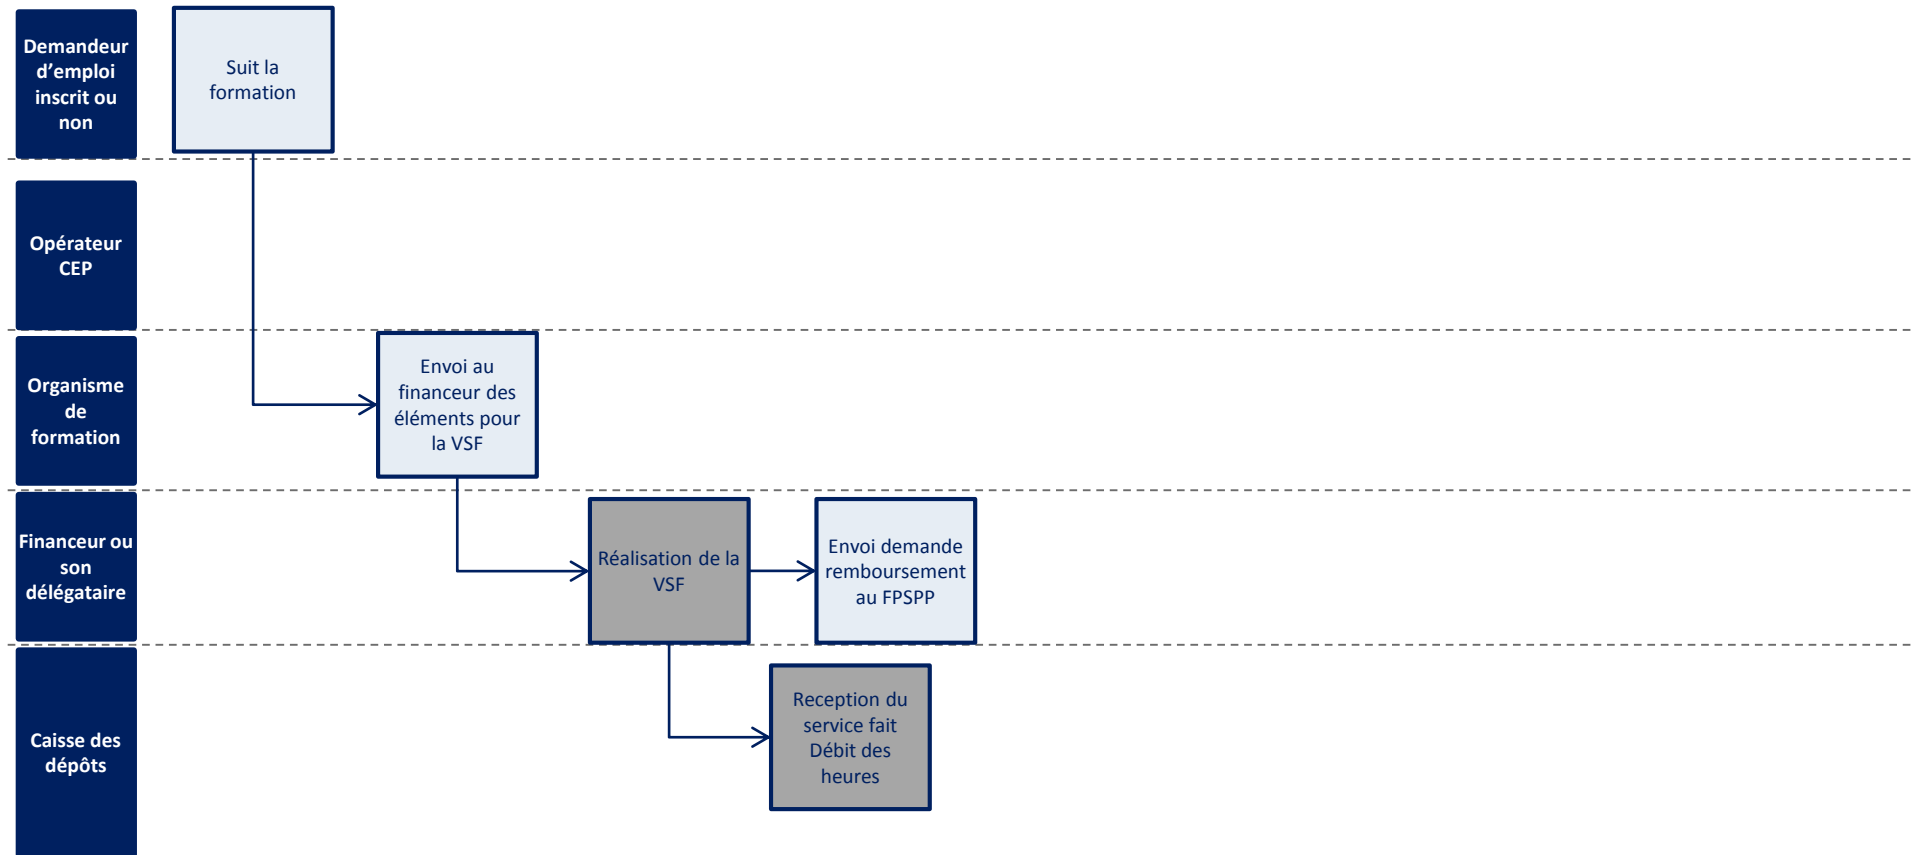 Demandeur
d’emploi
inscrit ou
non
Suit la
formation
Opérateur
CEP
Organisme
de
formation
Envoi au
financeur des
éléments pour
la VSF
Financeur ou
son
délégataire
Réalisation de la
VSF
Envoi demande
remboursement
au FPSPP
Caisse des
dépôts
Reception du
service fait
Débit des
heures